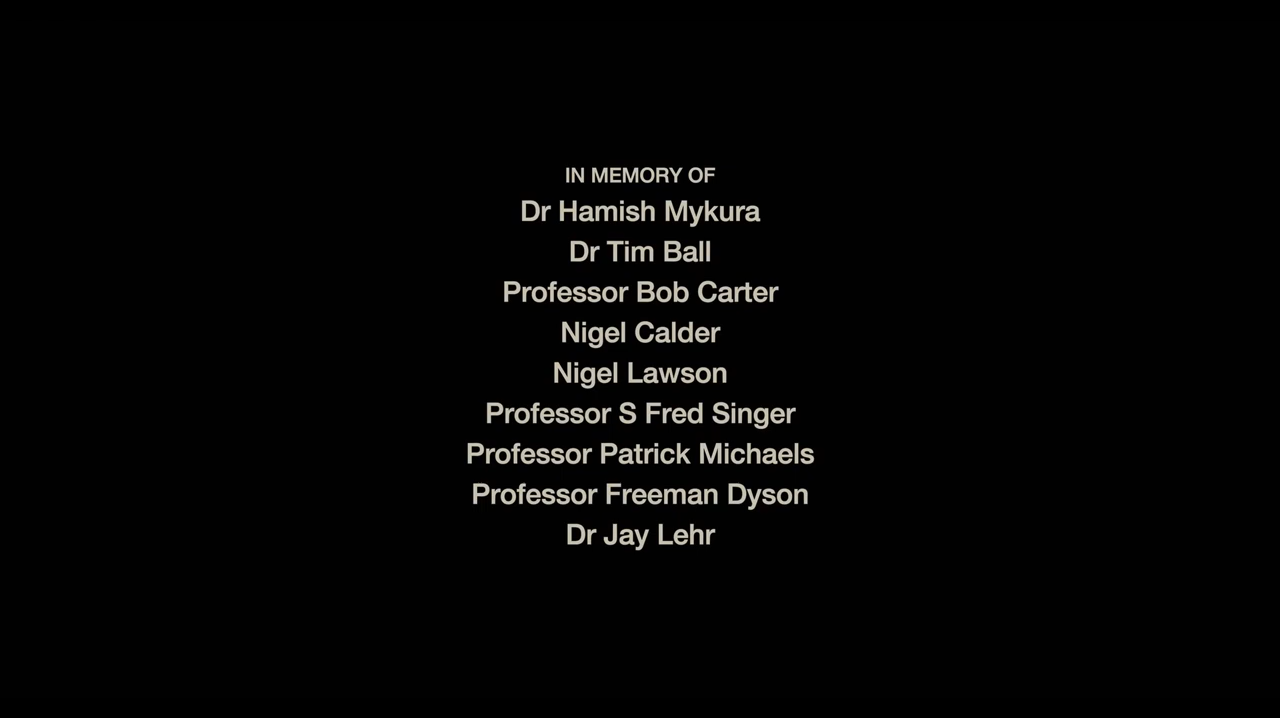 IN MEMORY OF
Dr Hamish Mykura
Dr Tim Ball
Professor Bob Carter
Nigel Calder
Nigel Lawson
Professor S Fred Singer
Professor Patrick Michaels
Professor Freeman Dyson
Dr Jay Lehr